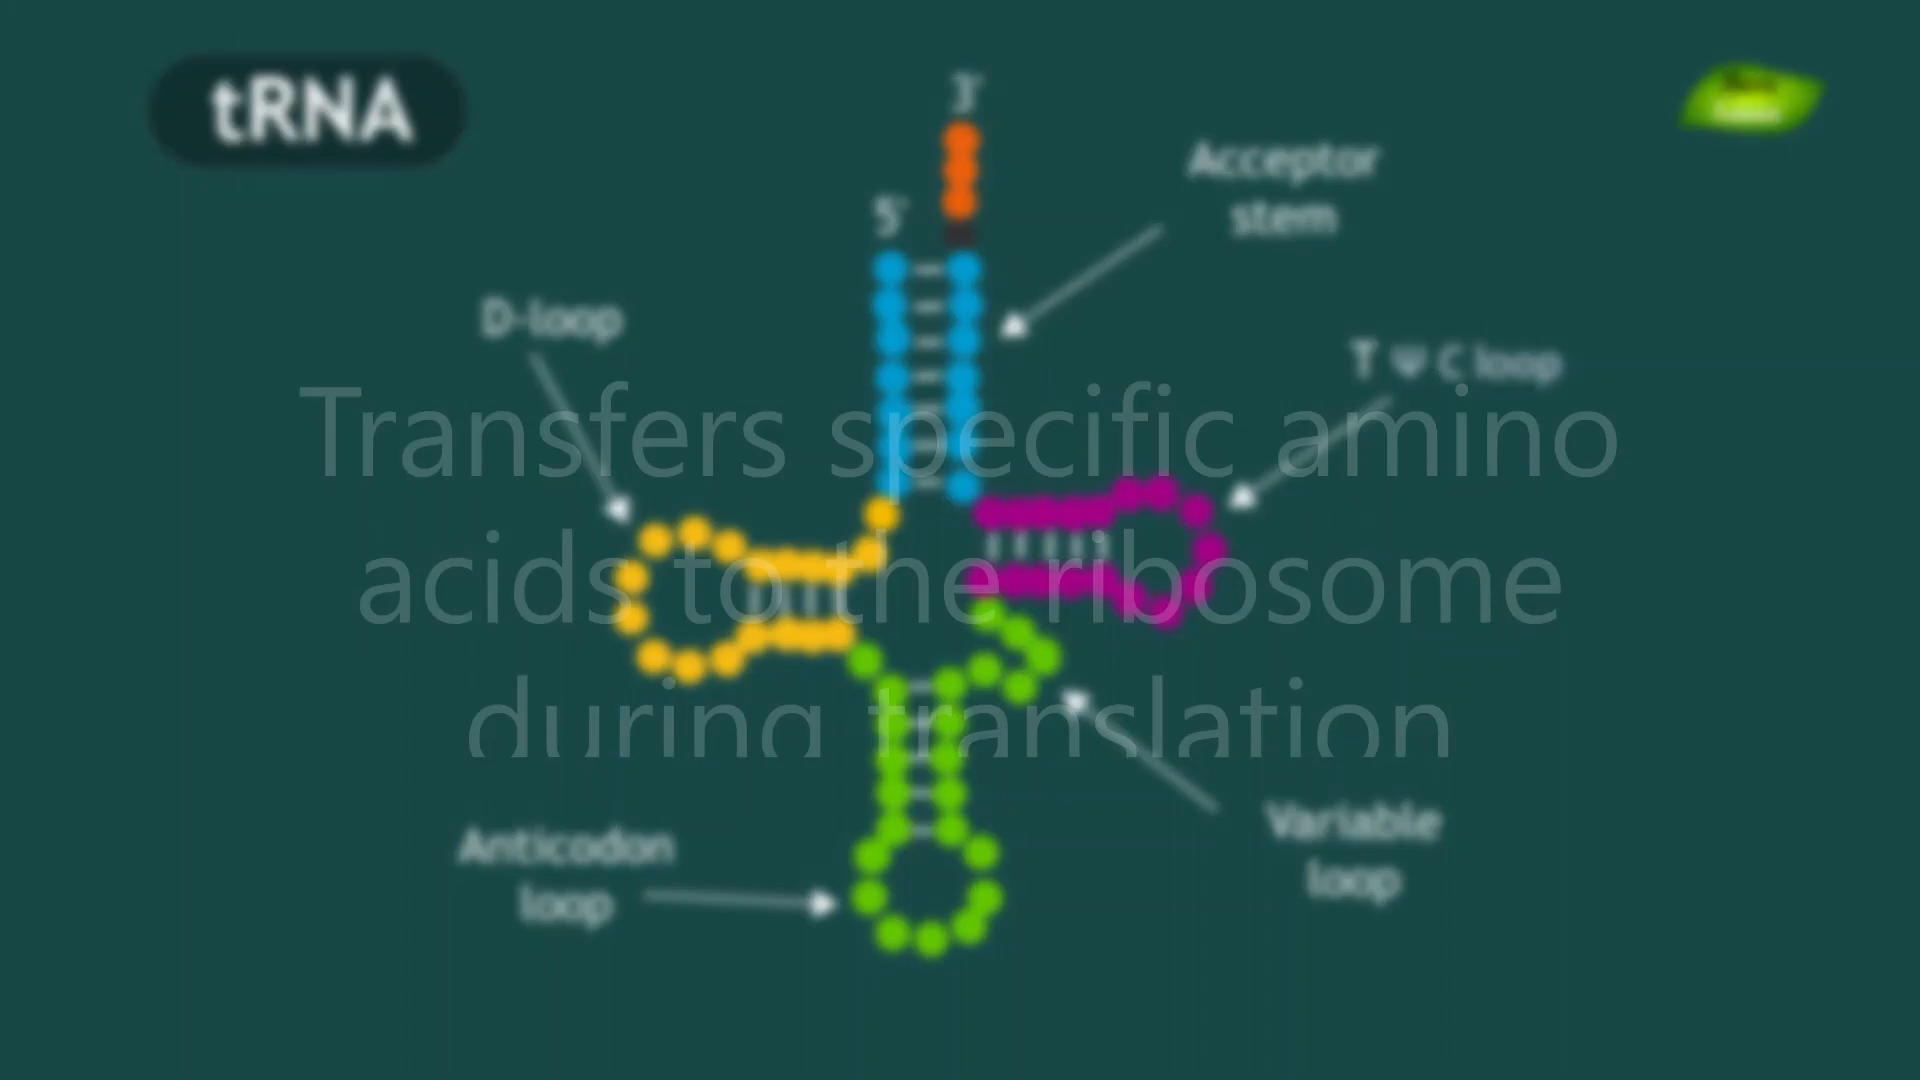 tRNA
3'
5'
Acceptor
stem
D-loop
T Ψ C loop
Transfers specific amino
acids to the ribosome
during translation
Variable
loop
Anticodon
loop